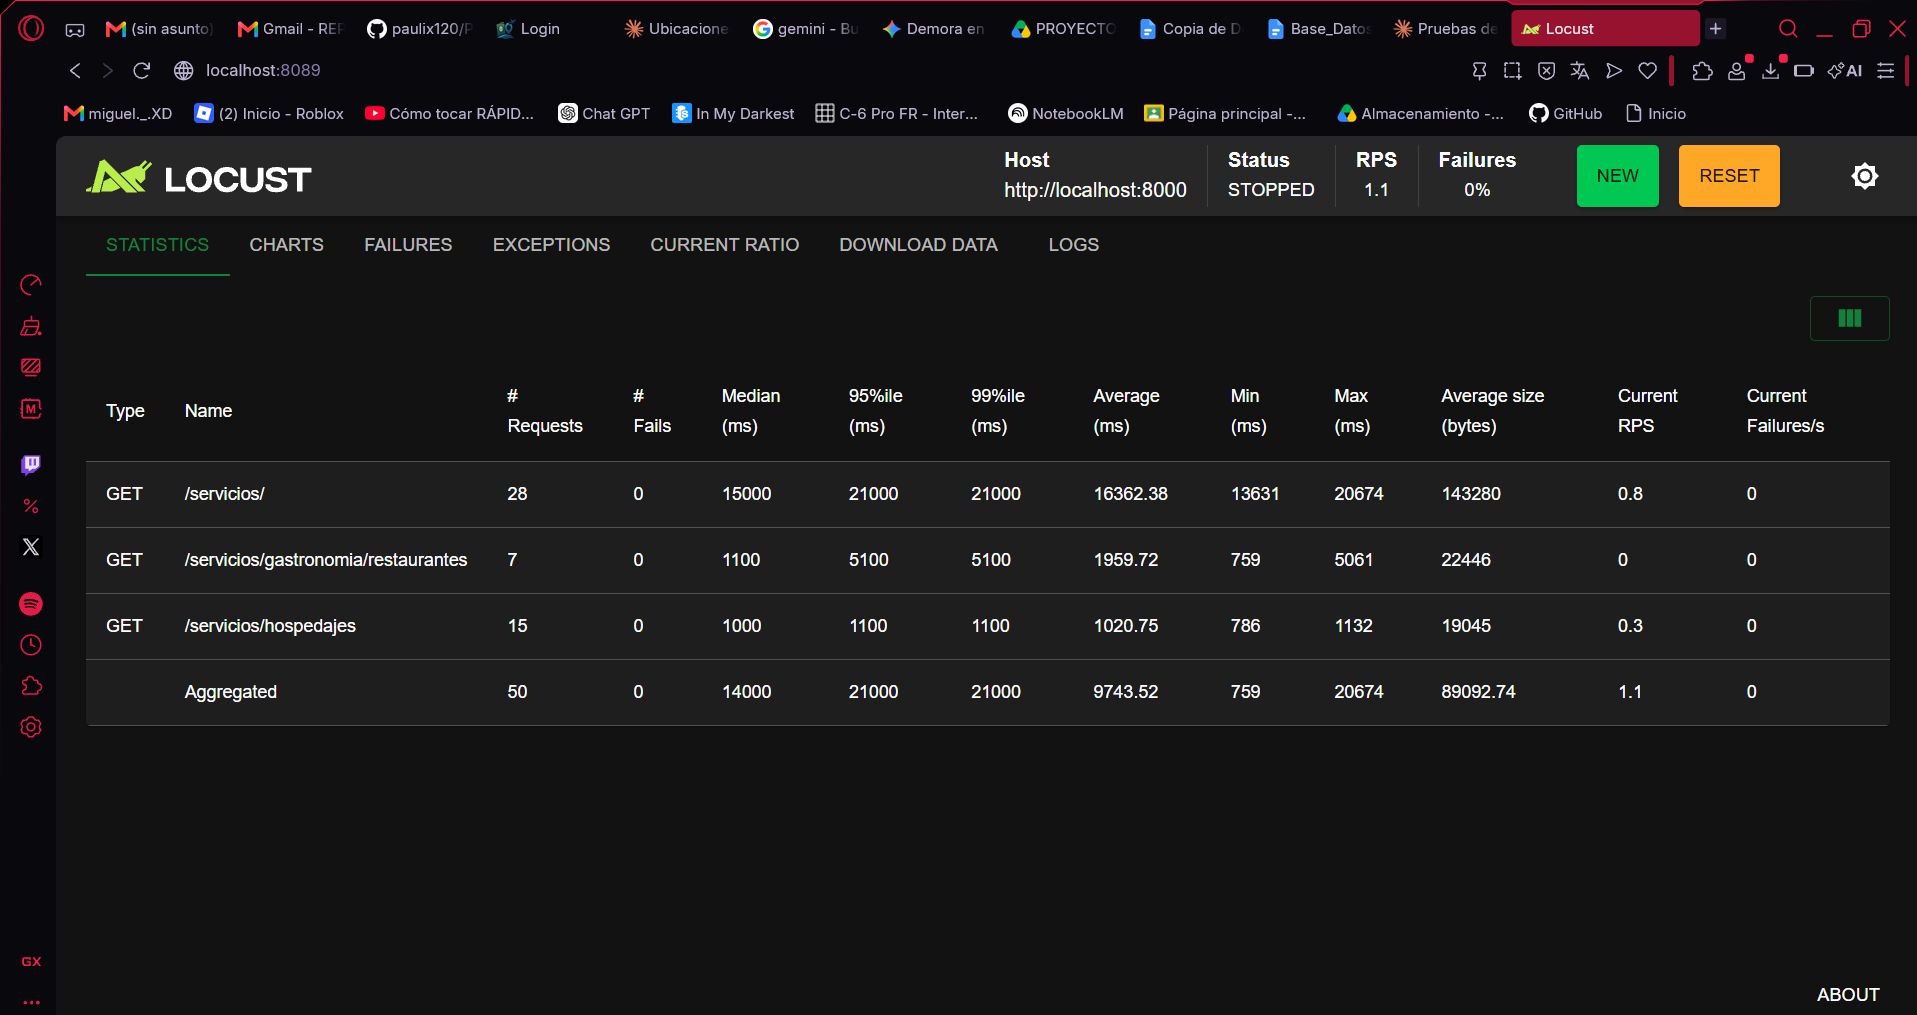 (sin asunto)
Gmail - REP
paulix120/P
Login
Ubicacione
gemini - Bu
Demora en
PROYECTO
Copia de D
Base_Datos
Pruebas de
Locust
localhost:8089
AI
miguel._.XD
(2) Inicio - Roblox
Cómo tocar RÁPID...
Chat GPT
In My Darkest
C-6 Pro FR - Inter...
NotebookLM
Página principal -...
Almacenamiento -...
GitHub
Inicio
LOCUST
Host
http://localhost:8000
Status
STOPPED
RPS
1.1
Failures
0%
NEW
RESET
STATISTICS
CHARTS
FAILURES
EXCEPTIONS
CURRENT RATIO
DOWNLOAD DATA
LOGS
Type
Name
# Requests
# Fails
Median (ms)
95%ile (ms)
99%ile (ms)
Average (ms)
Min (ms)
Max (ms)
Average size (bytes)
Current RPS
Current Failures/s
GET /servicios/ 28 0 15000 21000 21000 16362.38 13631 20674 143280 0.8 0
GET /servicios/gastronomia/restaurantes 7 0 1100 5100 5100 1959.72 759 5061 22446 0 0
GET /servicios/hospedajes 15 0 1000 1100 1100 1020.75 786 1132 19045 0.3 0
Aggregated 50 0 14000 21000 21000 9743.52 759 20674 89092.74 1.1 0
GX
ABOUT